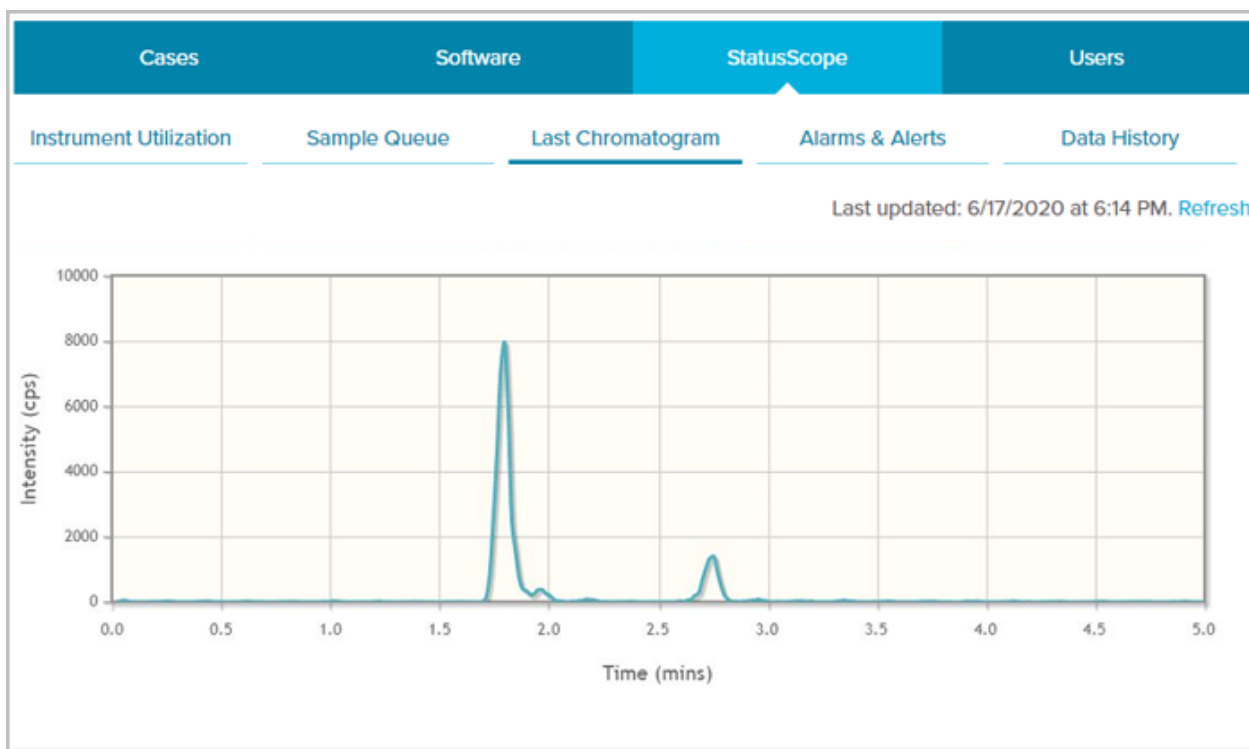 Cases Software StatusScope Users
Instrument Utilization Sample Queue Last Chromatogram Alarms & Alerts Data History
Last updated: 6/17/2020 at 6:14 PM. Refresh
10000
8000
6000
4000
2000
0
Intensity (cps)
0.0 0.5 1.0 1.5 2.0 2.5 3.0 3.5 4.0 4.5 5.0
Time (mins)